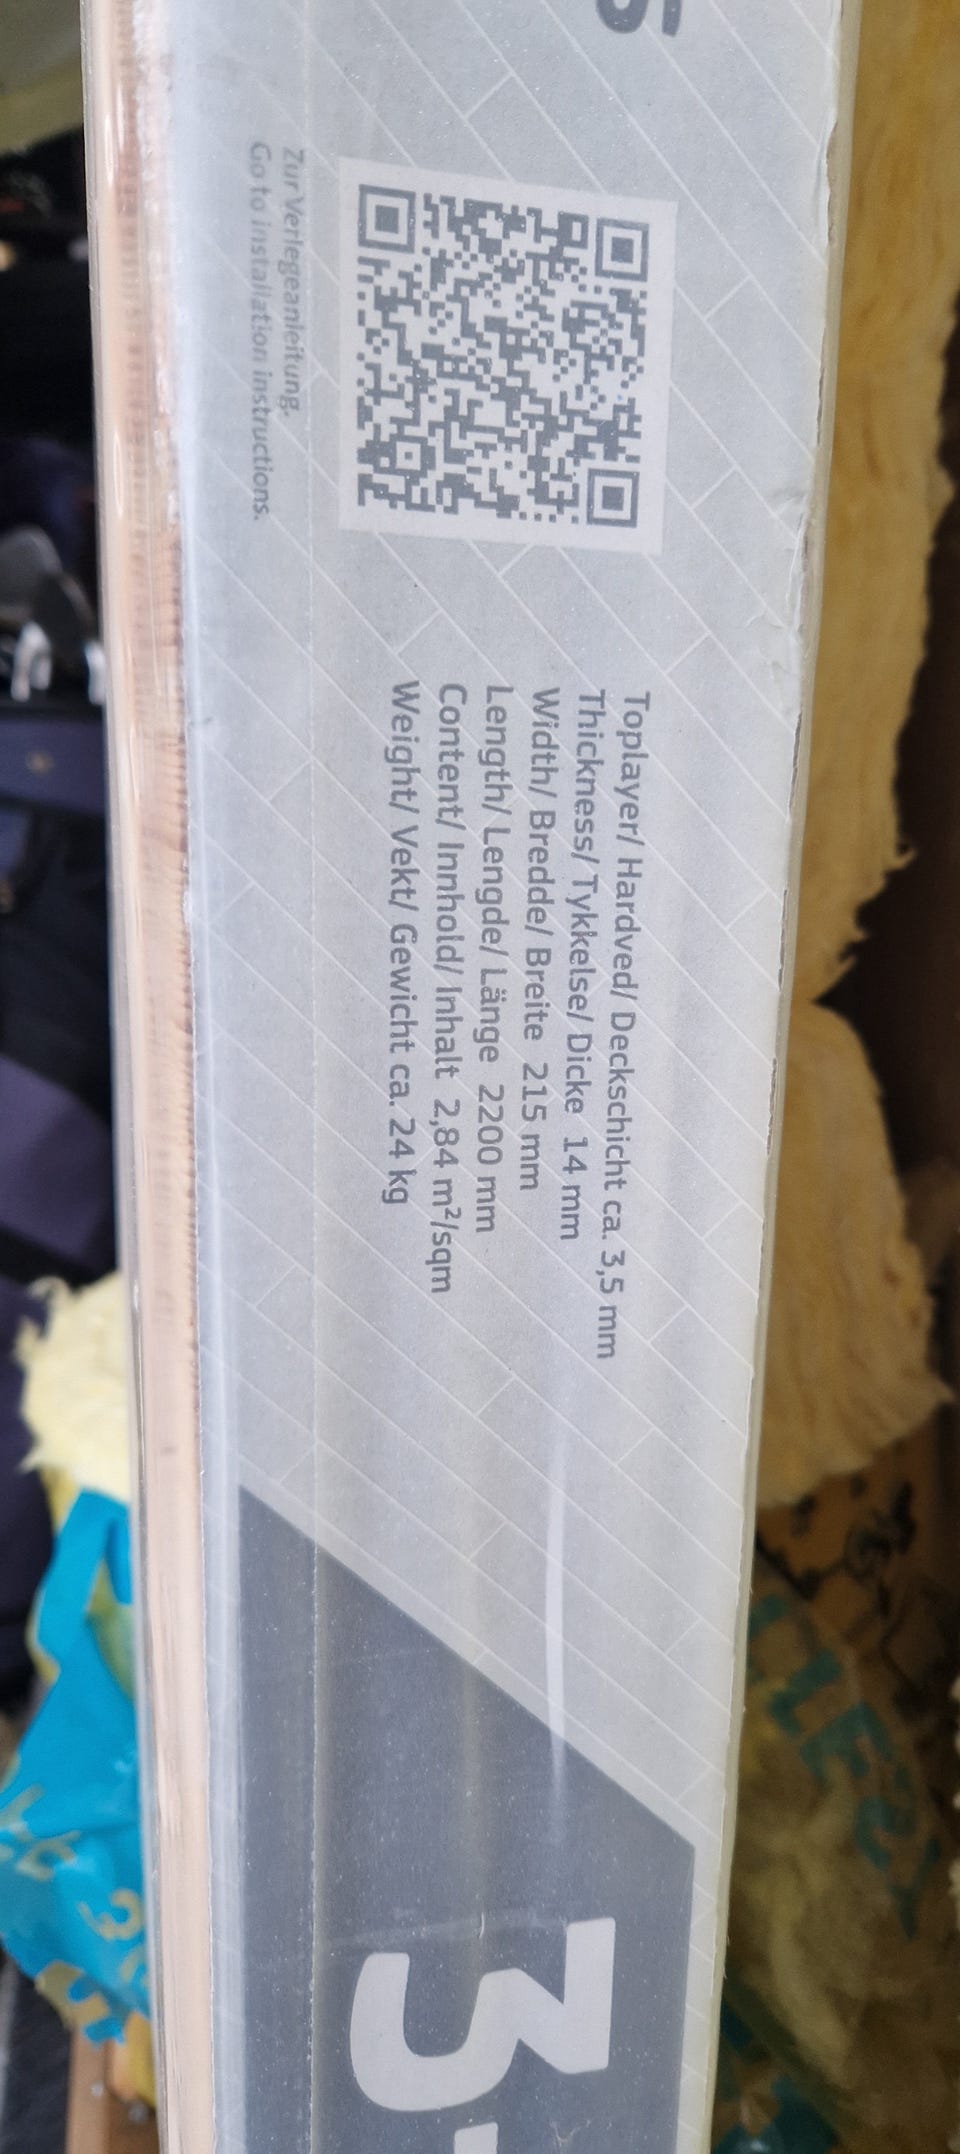 Zur Verlegeanleitung.
Go to installation instructions.
Toplayer/ Hardved/ Deckschicht ca. 3,5 mm
Thickness/ Tykkelse/ Dicke 14 mm
Width/ Bredde/ Breite 215 mm
Length/ Lengde/ Länge 2200 mm
Content/ Innhold/ Inhalt 2,84 m²/sqm
Weight/ Vekt/ Gewicht ca. 24 kg
3-